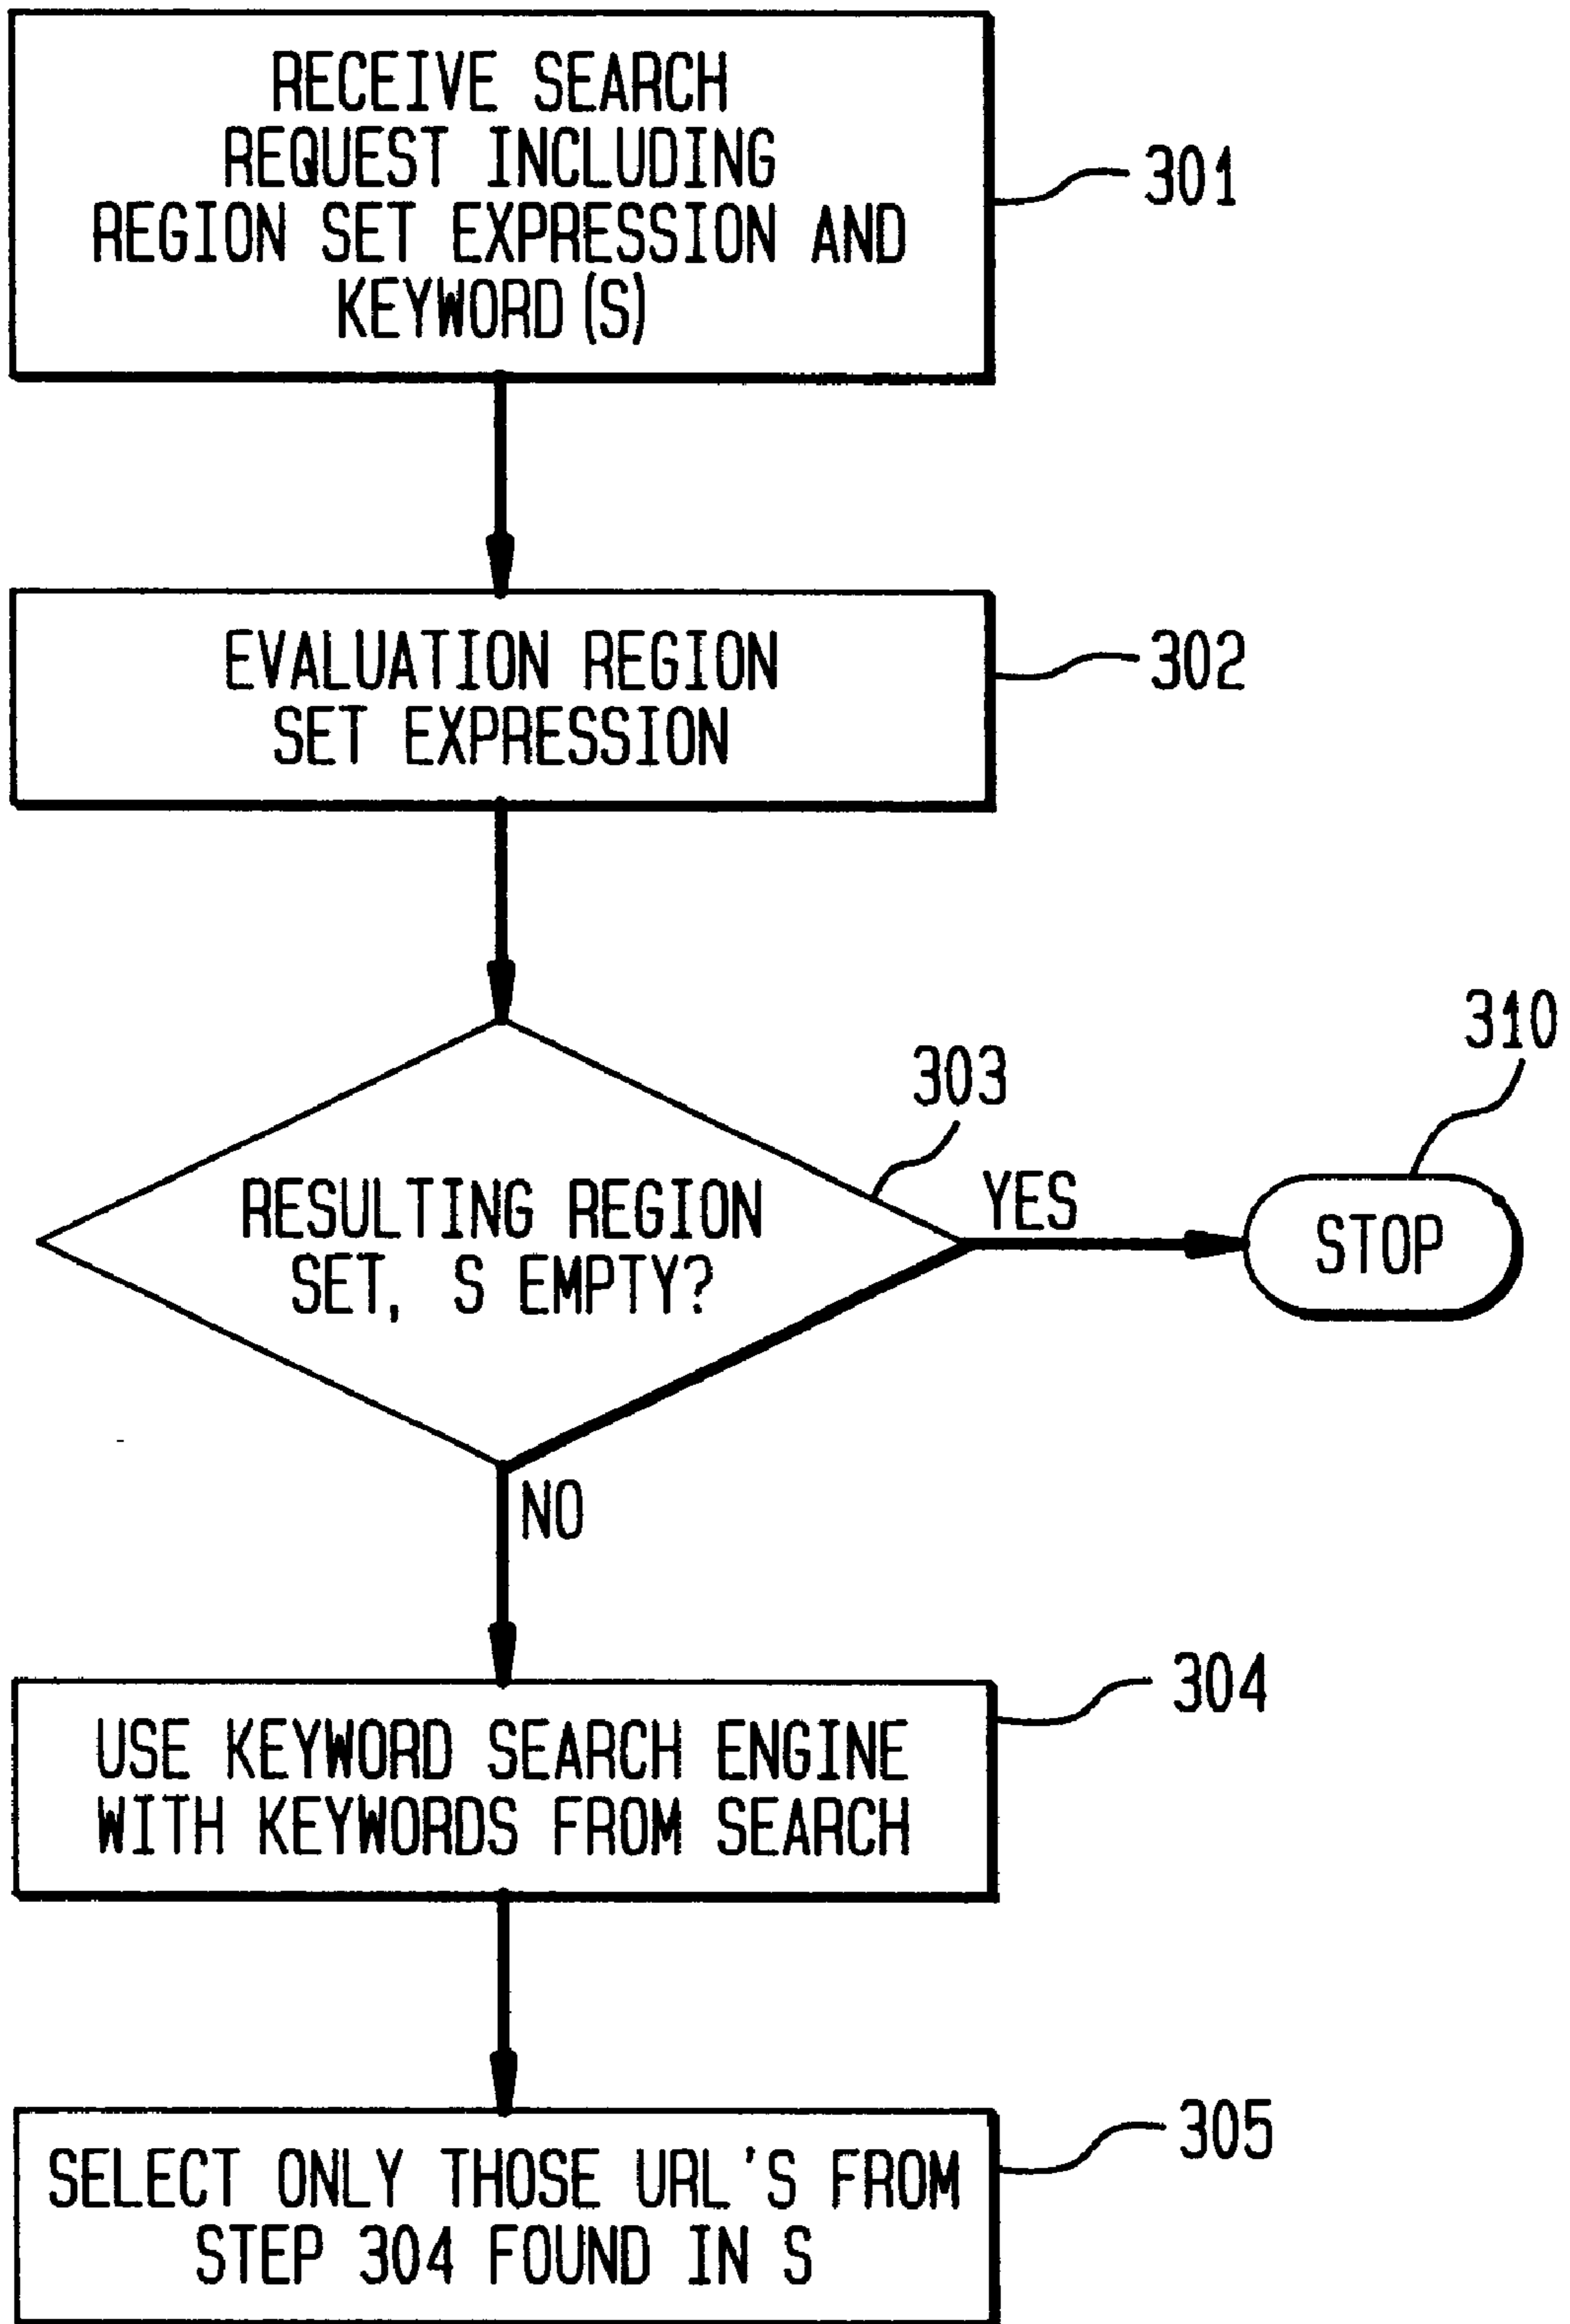 RECEIVE SEARCH
REQUEST INCLUDING
REGION SET EXPRESSION AND
KEYWORD(S)
301
EVALUATION REGION
SET EXPRESSION
302
RESULTING REGION
SET, S EMPTY?
303
YES
STOP
310
NO
USE KEYWORD SEARCH ENGINE
WITH KEYWORDS FROM SEARCH
304
SELECT ONLY THOSE URL'S FROM
STEP 304 FOUND IN S
305